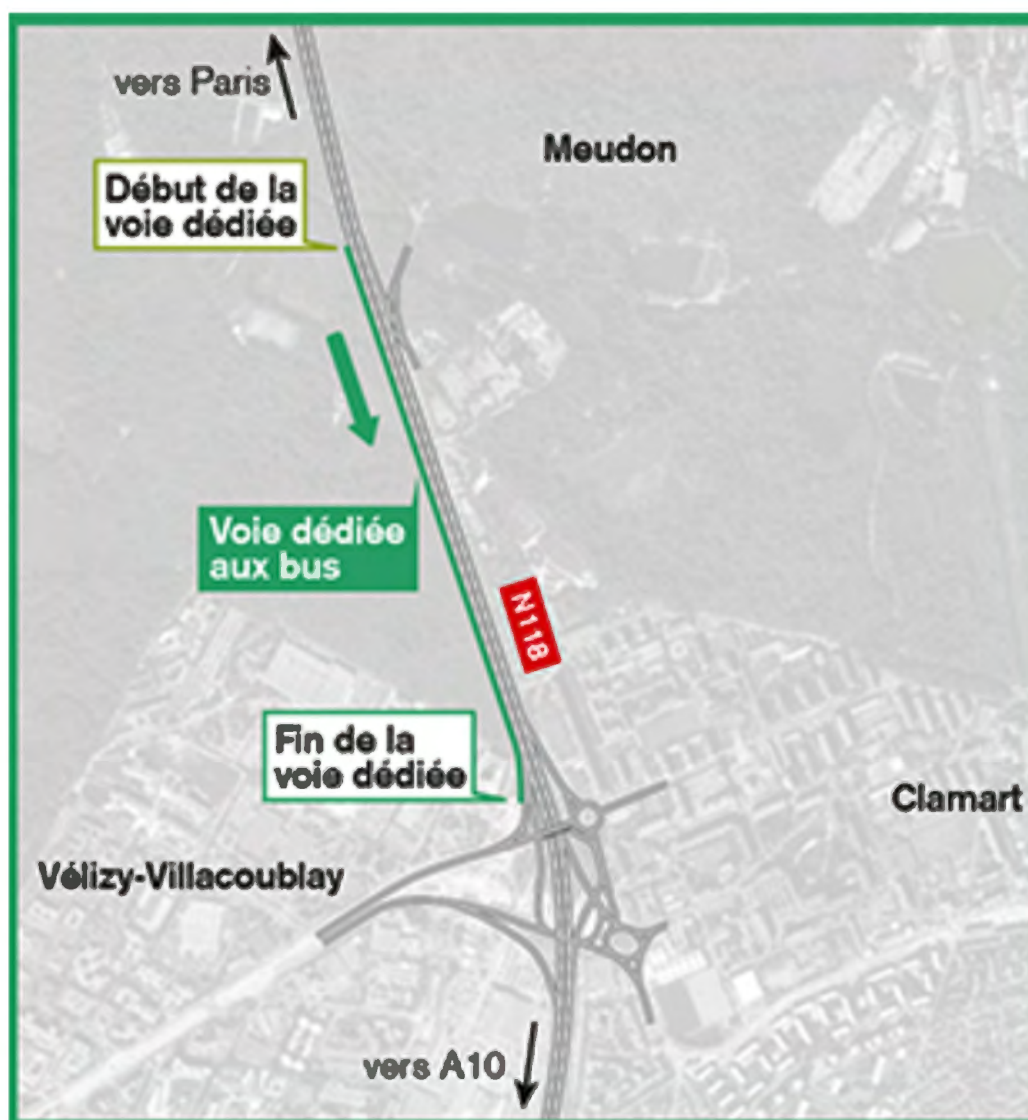 vers Paris
Meudon
Début de la
voie dédiée
Voie dédiée
aux bus
N118
Fin de la
voie dédiée
Clamart
Vélizy-Villacoublay
vers A10